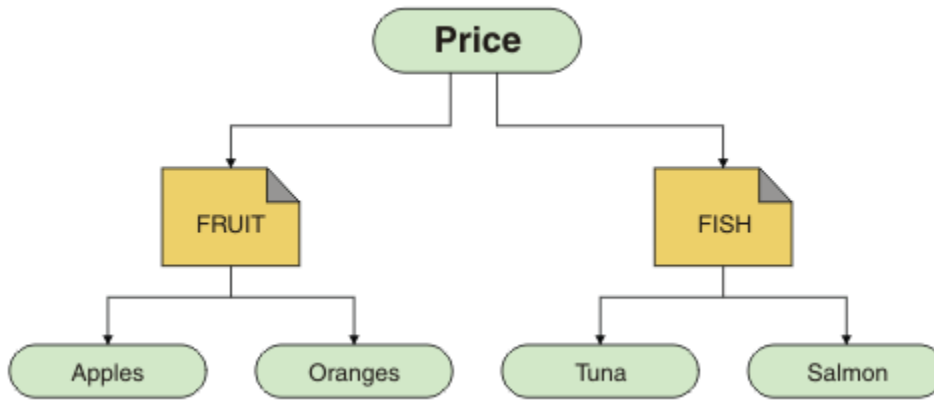 Price
FRUIT
FISH
Apples
Oranges
Tuna
Salmon